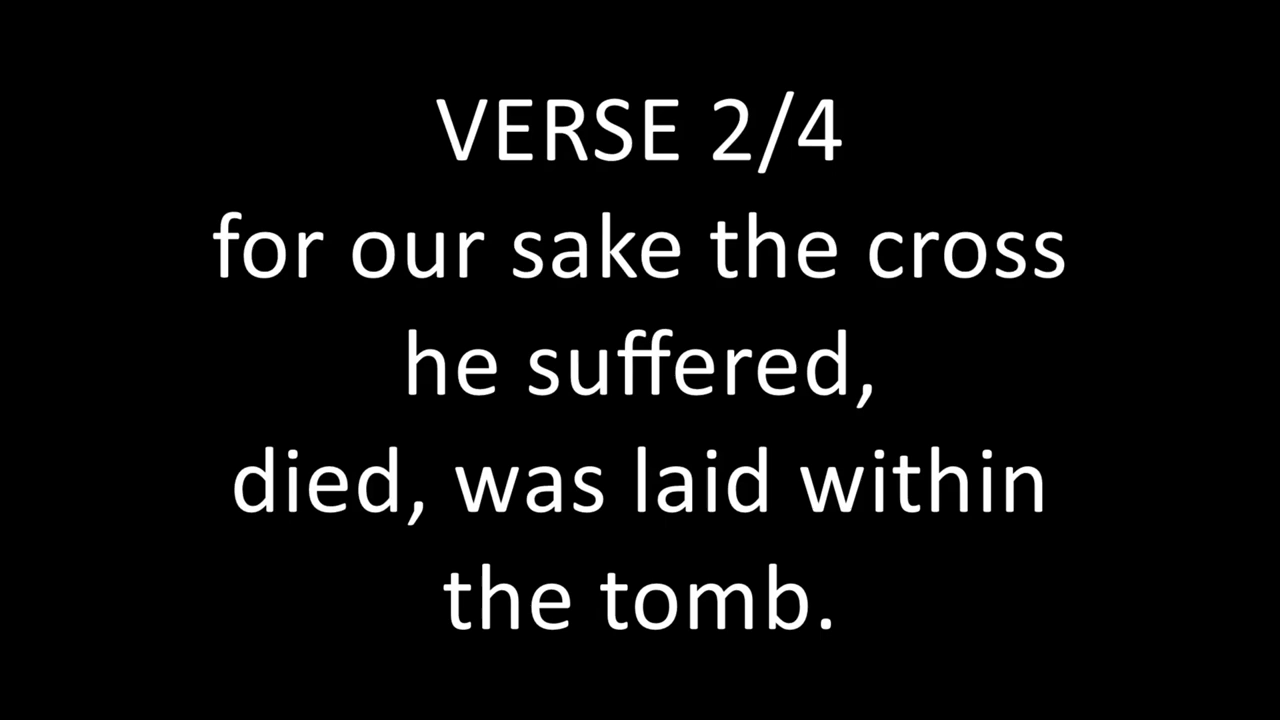 VERSE 2/4
for our sake the cross
he suffered,
died, was laid within
the tomb.